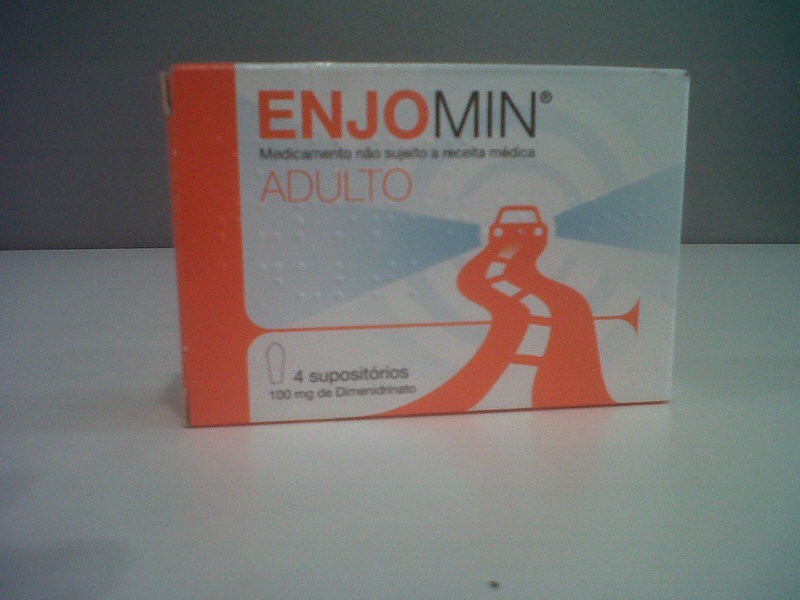 ENJOMIN®
Medicamento não sujeito a receita médica
ADULTO
4 supositórios
100 mg de Dimenidrinato